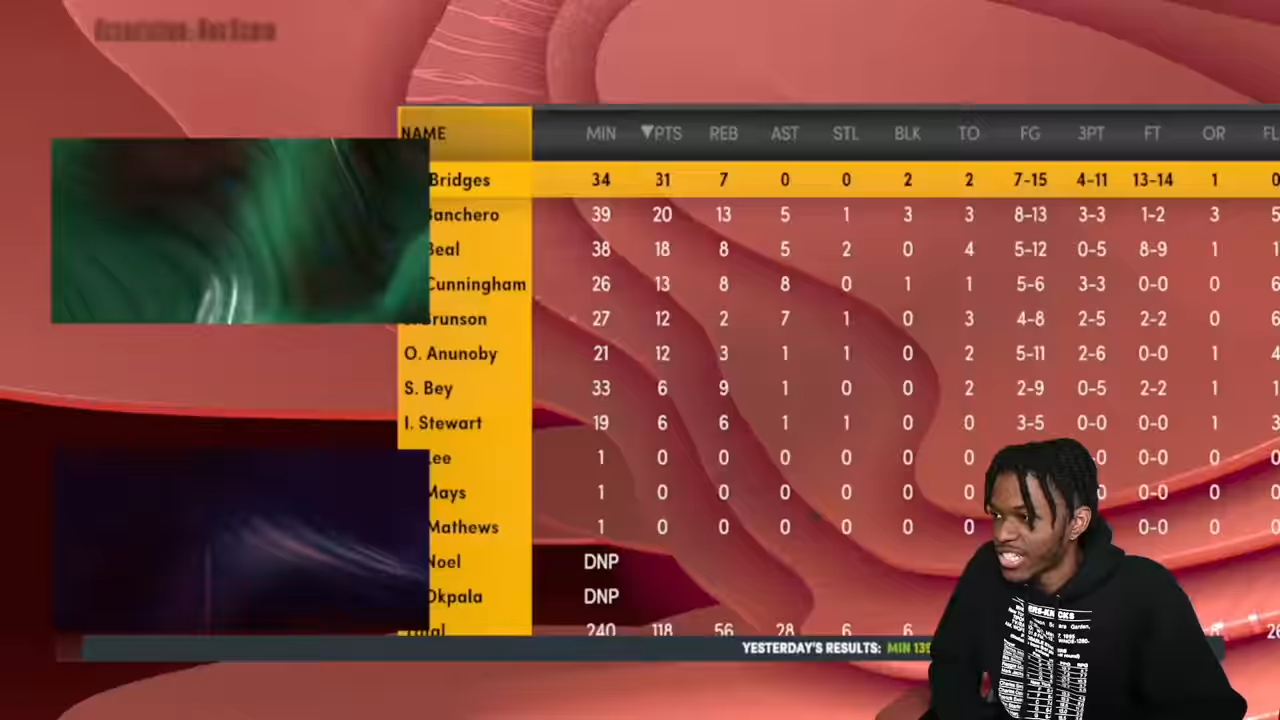 NAME MIN ▼PTS REB AST STL BLK TO FG 3PT FT OR FL
Bridges 34 31 7 0 0 2 2 7-15 4-11 13-14 1 0
Banchero 39 20 13 5 1 3 3 8-13 3-3 1-2 3 5
Beal 38 18 8 5 2 0 4 5-12 0-5 8-9 1 1
Cunningham 26 13 8 8 0 1 1 5-6 3-3 0-0 0 6
Brunson 27 12 2 7 1 0 3 4-8 2-5 2-2 0 6
O. Anunoby 21 12 3 1 1 0 2 5-11 2-6 0-0 1 4
S. Bey 33 6 9 1 0 0 2 2-9 0-5 2-2 1 1
I. Stewart 19 6 6 1 1 0 0 3-5 0-0 0-0 1 3
Lee 1 0 0 0 0 0 0 0-0 0 0
Mays 1 0 0 0 0 0 0 0-0 0 0
Mathews 1 0 0 0 0 0 0 0-0 0 0
Noel DNP
Okpala DNP
Total 240 118 56 28 6 6
YESTERDAY'S RESULTS: MIN 139